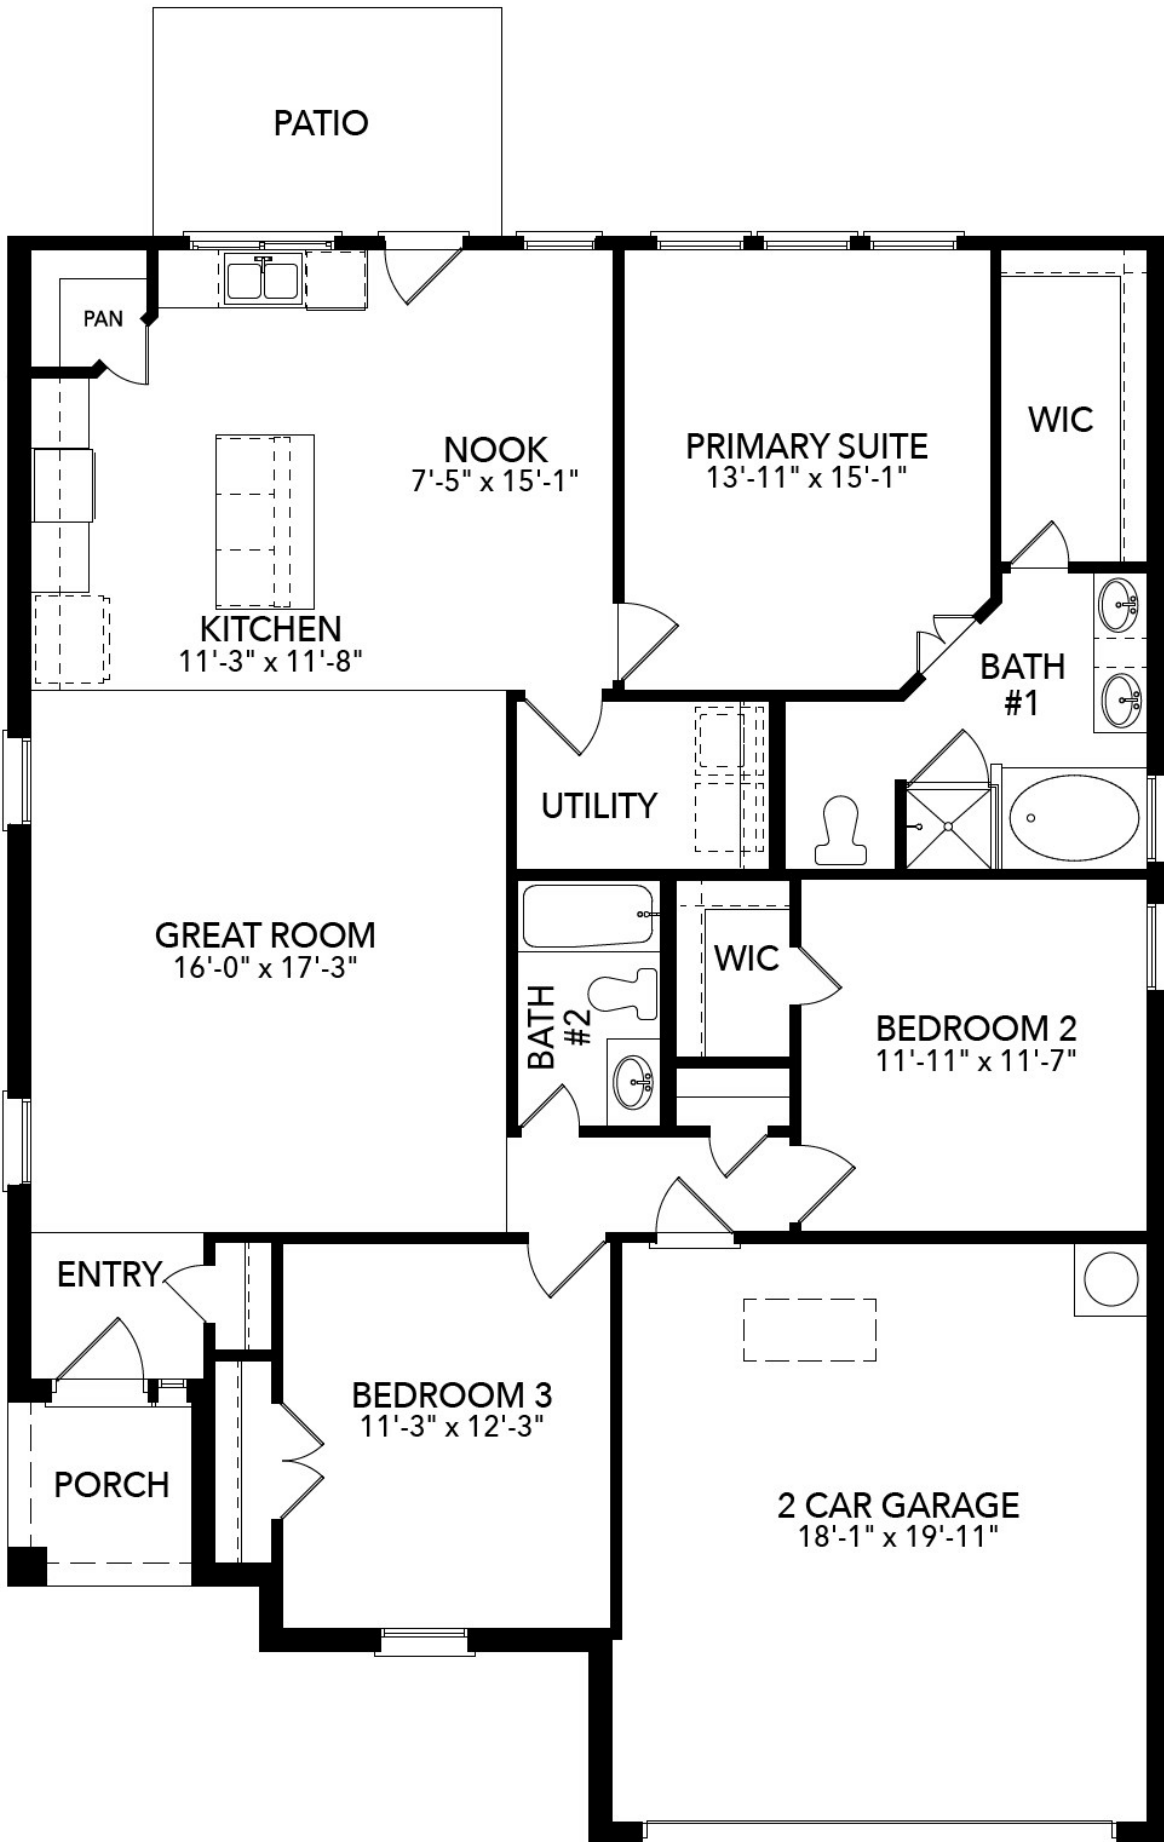 PATIO
PAN
WIC
NOOK
7'-5" x 15'-1"
PRIMARY SUITE
13'-11" x 15'-1"
KITCHEN
11'-3" x 11'-8"
BATH
#1
UTILITY
GREAT ROOM
16'-0" x 17'-3"
WIC
BATH
#2
BEDROOM 2
11'-11" x 11'-7"
ENTRY
BEDROOM 3
11'-3" x 12'-3"
PORCH
2 CAR GARAGE
18'-1" x 19'-11"